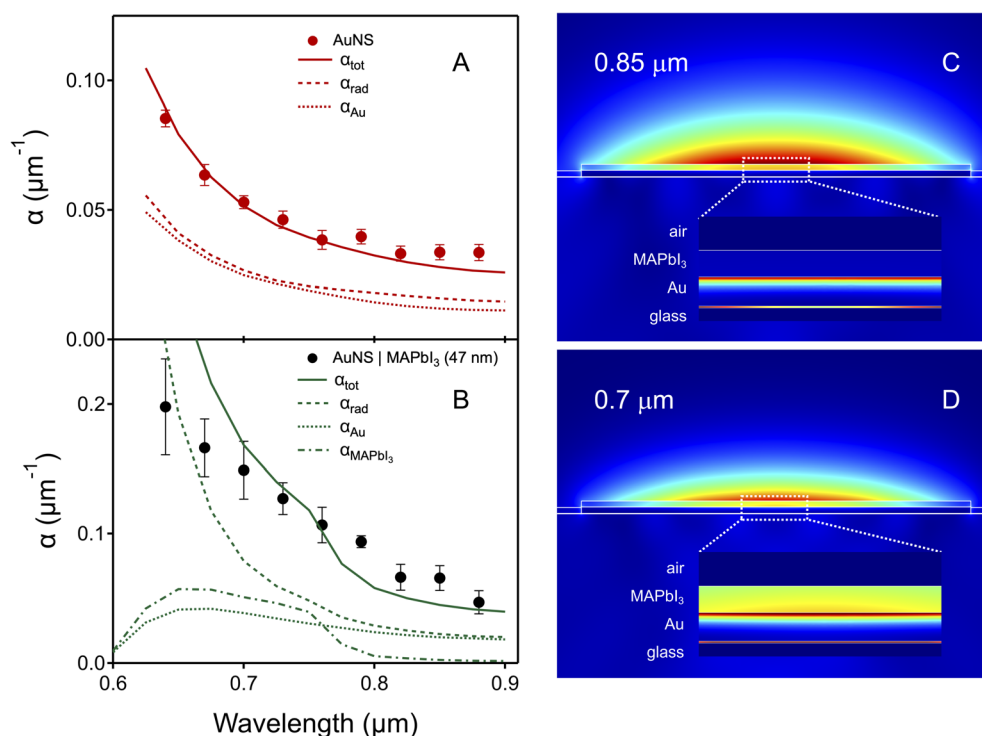 A
AuNS
α_tot
α_rad
α_Au
0.10
0.05
0.00
α (μm⁻¹)
B
AuNS | MAPbI₃ (47 nm)
α_tot
α_rad
α_Au
α_MAPbI₃
0.2
0.1
0.0
α (μm⁻¹)
0.6 0.7 0.8 0.9
Wavelength (μm)
0.85 μm C
air
MAPbI₃
Au
glass
0.7 μm D
air
MAPbI₃
Au
glass